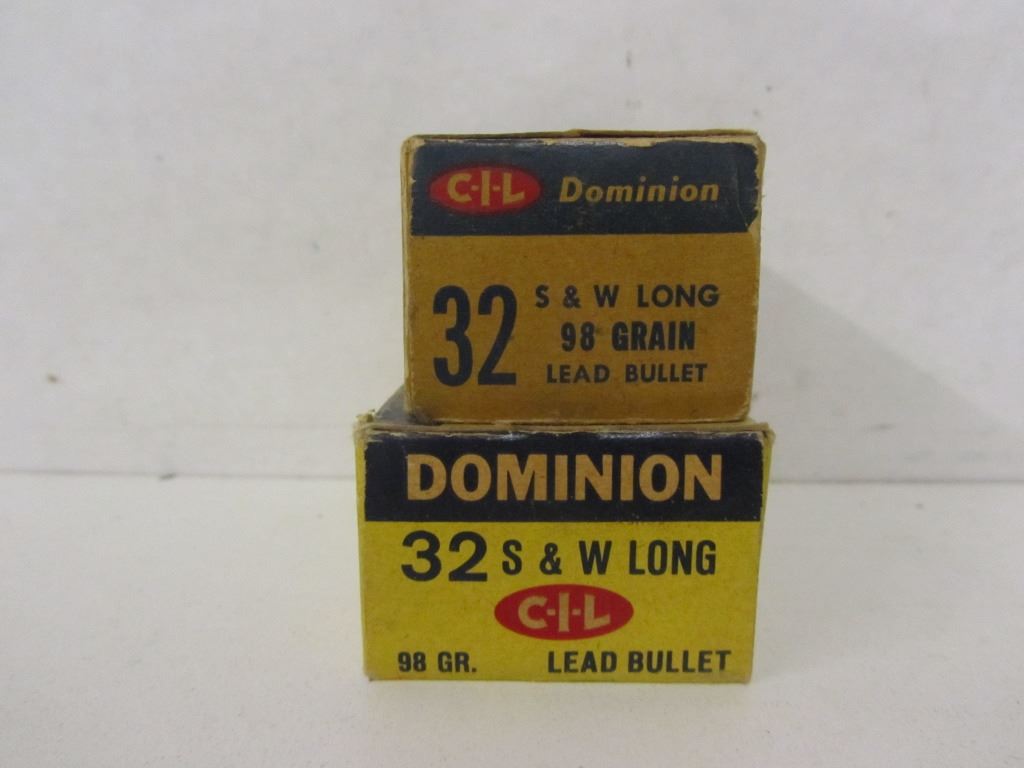 C-I-L Dominion
32 S & W LONG
98 GRAIN
LEAD BULLET
DOMINION
32 S & W LONG
C-I-L
98 GR. LEAD BULLET